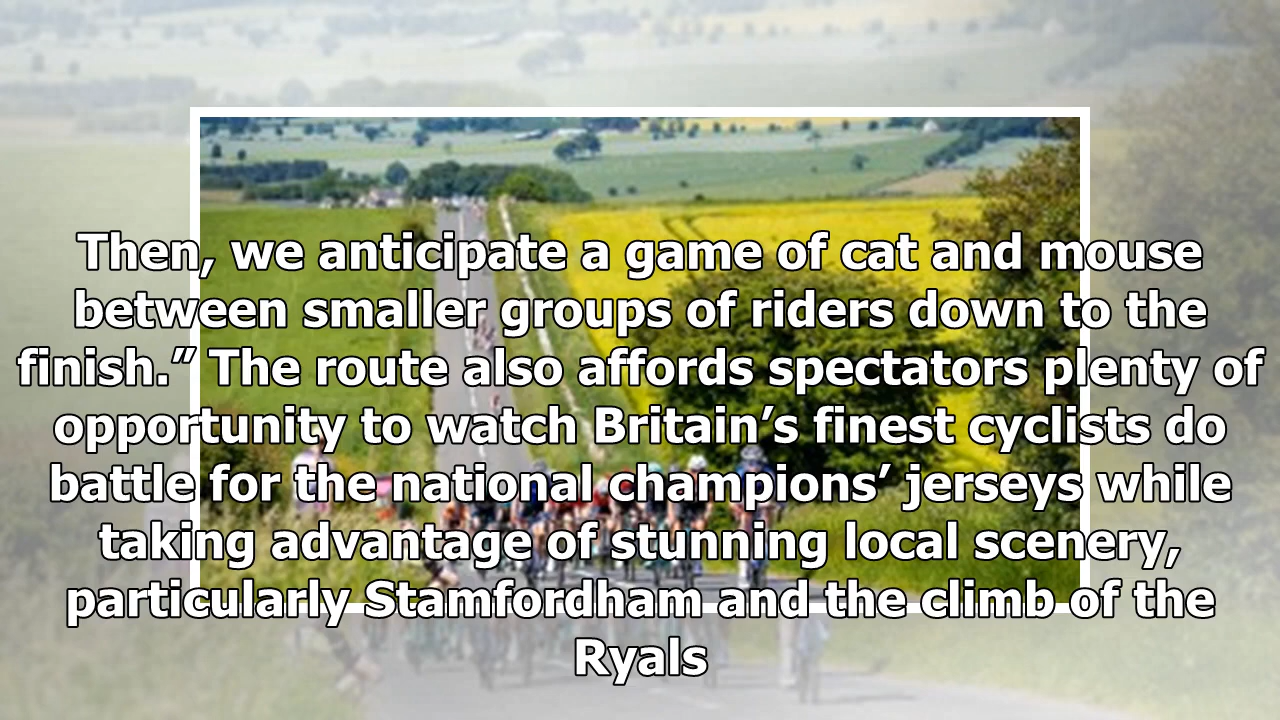 Then, we anticipate a game of cat and mouse
between smaller groups of riders down to the
finish.” The route also affords spectators plenty of
opportunity to watch Britain’s finest cyclists do
battle for the national champions’ jerseys while
taking advantage of stunning local scenery,
particularly Stamfordham and the climb of the
Ryals